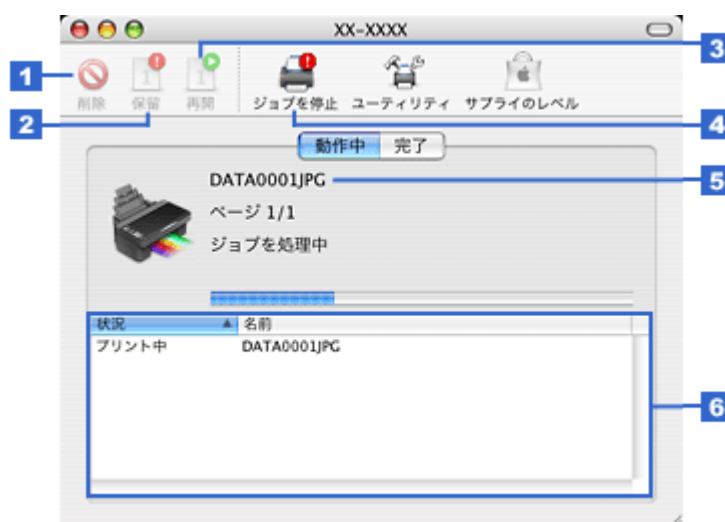 XX-XXXX
3
1
削除 保留 再開 ジョブを停止 ユーティリティ サプライのレベル
2
4
動作中 完了
DATA0001JPG
5
ページ 1/1
ジョブを処理中
状況 名前
プリント中 DATA0001JPG
6